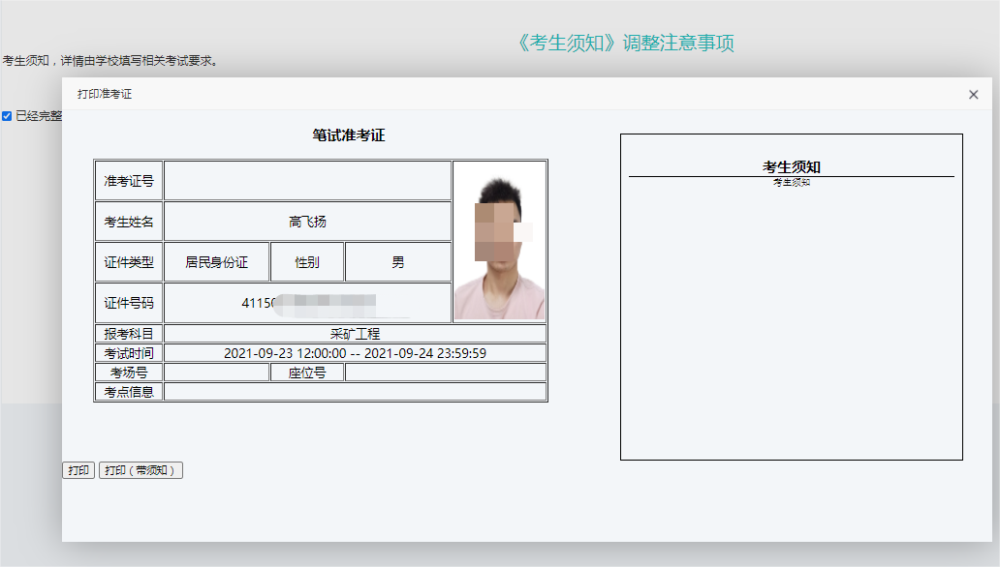 《考生须知》调整注意事项
考生须知，详情由学校填写相关考试要求。
已经完整
打印准考证
笔试准考证
准考证号
考生姓名 高飞扬
证件类型 居民身份证 性别 男
证件号码 41150
报考科目 采矿工程
考试时间 2021-09-23 12:00:00 -- 2021-09-24 23:59:59
考场号 座位号
考点信息
考生须知
考生须知
打印 打印（带须知）